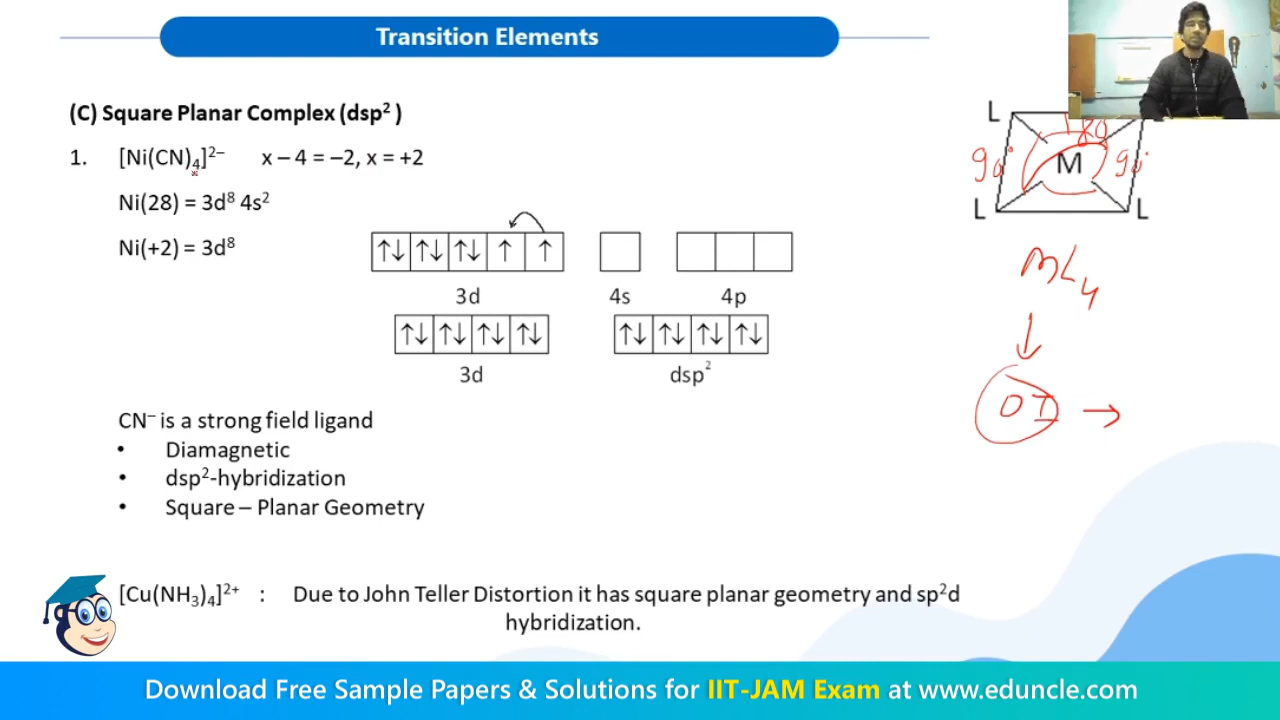 Transition Elements
(C) Square Planar Complex (dsp²)
1. [Ni(CN)₄]²⁻ x – 4 = –2, x = +2
Ni(28) = 3d⁸ 4s²
Ni(+2) = 3d⁸
↑↓ ↑↓ ↑↓ ↑ ↑
3d 4s 4p
↑↓ ↑↓ ↑↓ ↑↓ ↑↓ ↑↓ ↑↓ ↑↓
3d dsp²
CN⁻ is a strong field ligand
• Diamagnetic
• dsp²-hybridization
• Square – Planar Geometry
[Cu(NH₃)₄]²⁺ : Due to John Teller Distortion it has square planar geometry and sp²d
hybridization.
L
180
90° M 90°
L L
ML₄
↓
OI →
Download Free Sample Papers & Solutions for IIT-JAM Exam at www.eduncle.com